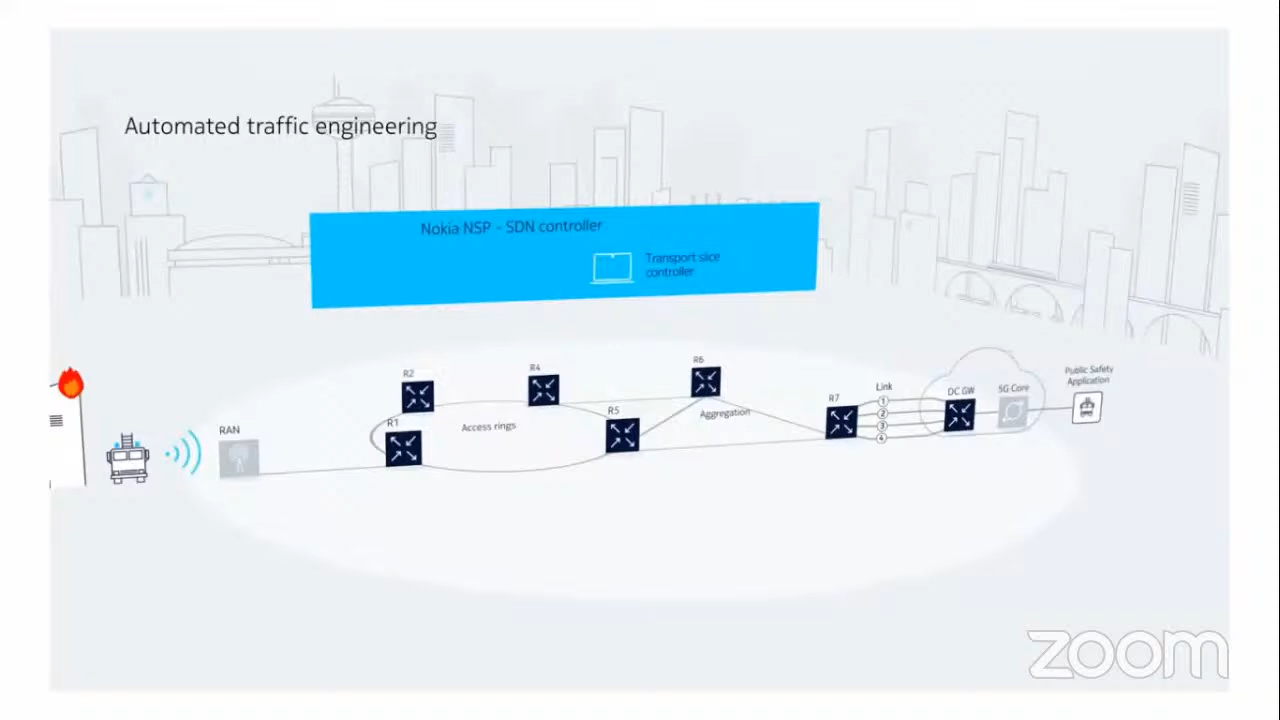 Automated traffic engineering
Nokia NSP - SDN controller
Transport slice
controller
R2
R4
R6
R1
Access rings
R5
Aggregation
R7
Link
1
2
3
4
DC GW
5G Core
Public Safety
Application
RAN
zoom